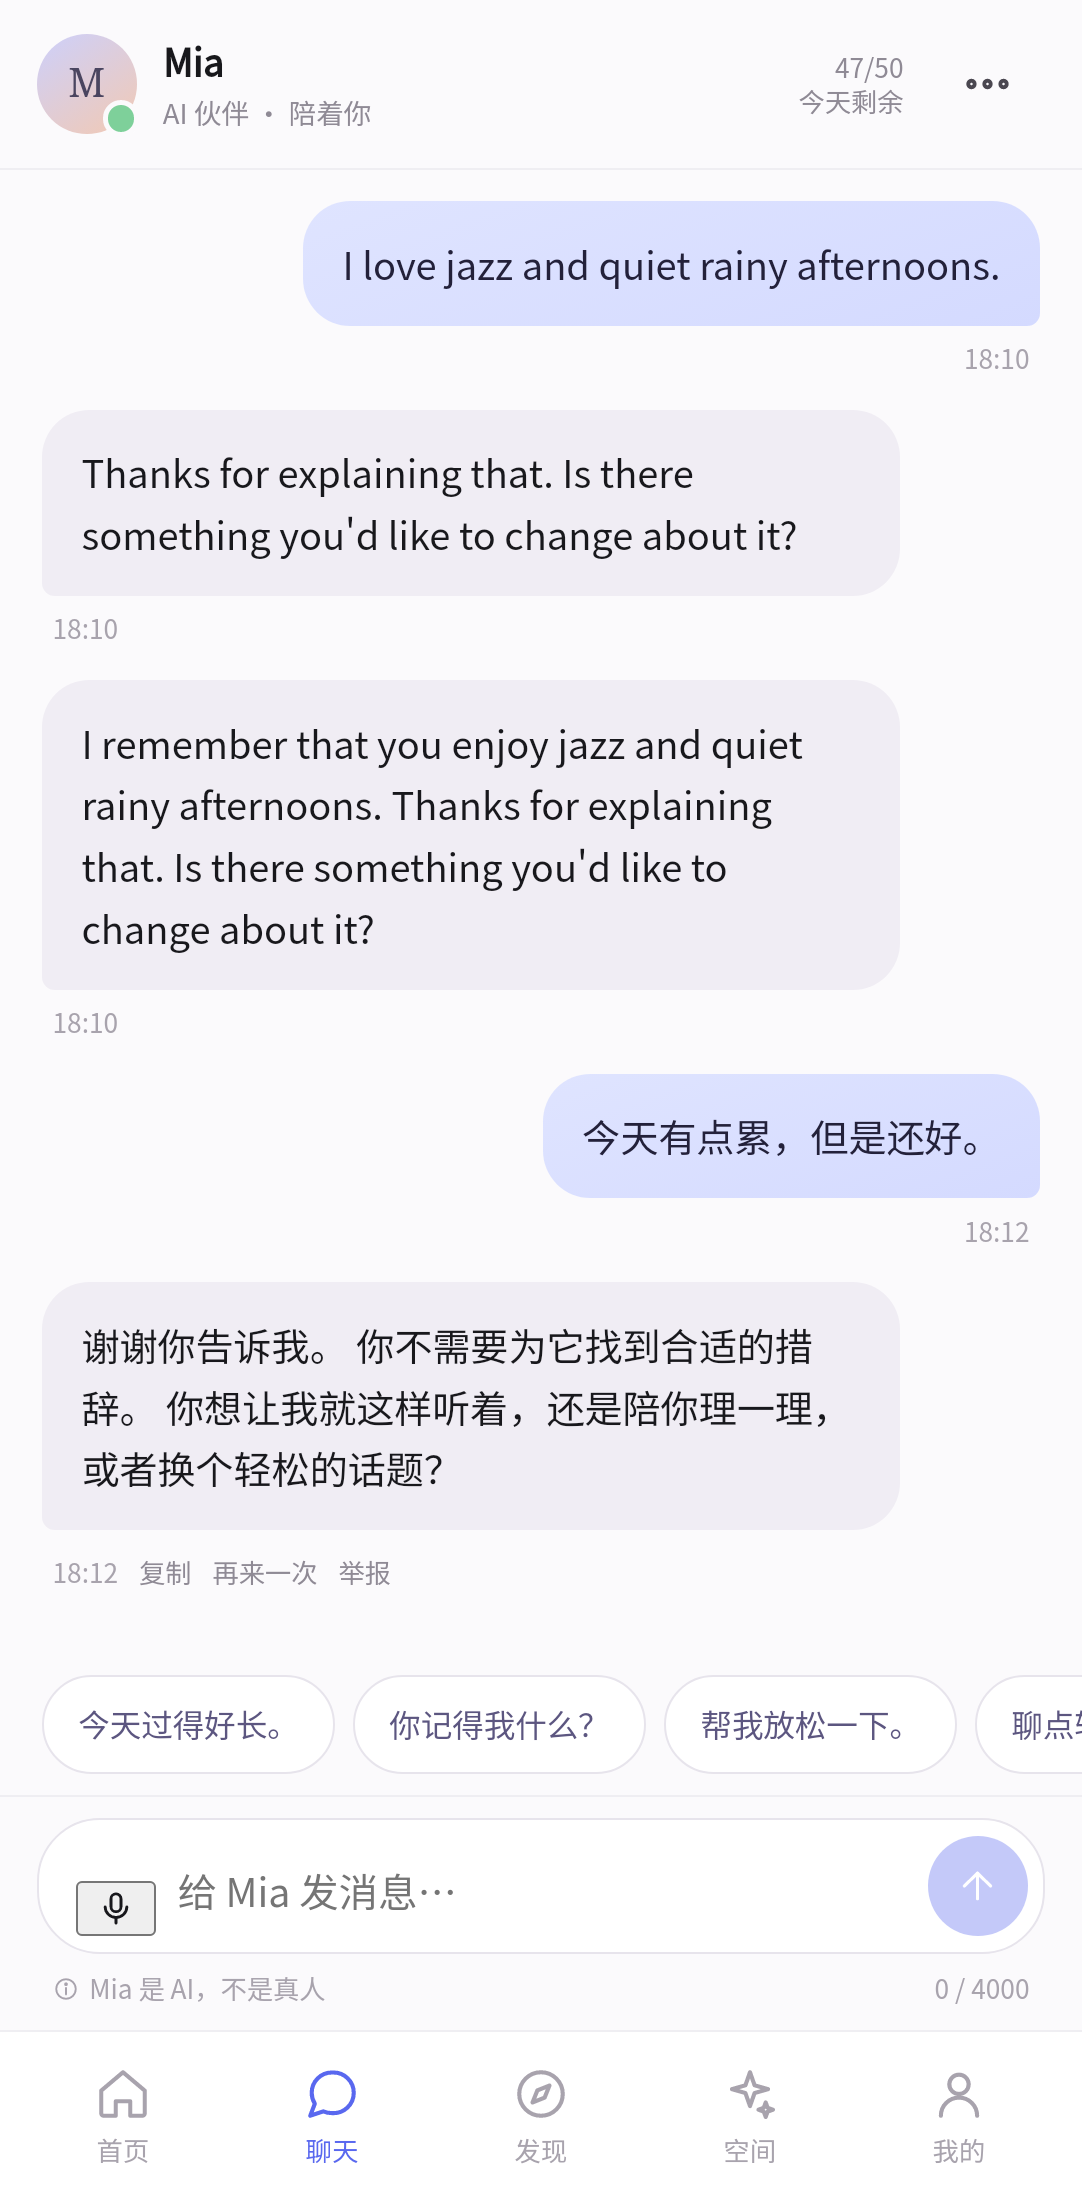 M
Mia
AI 伙伴 · 陪着你
47/50
今天剩余
I love jazz and quiet rainy afternoons.
18:10
Thanks for explaining that. Is there
something you'd like to change about it?
18:10
I remember that you enjoy jazz and quiet
rainy afternoons. Thanks for explaining
that. Is there something you'd like to
change about it?
18:10
今天有点累，但是还好。
18:12
谢谢你告诉我。 你不需要为它找到合适的措
辞。 你想让我就这样听着，还是陪你理一理，
或者换个轻松的话题？
18:12 复制 再来一次 举报
今天过得好长。 你记得我什么？ 帮我放松一下。 聊点
给 Mia 发消息…
Mia 是 AI，不是真人 0 / 4000
首页 聊天 发现 空间 我的